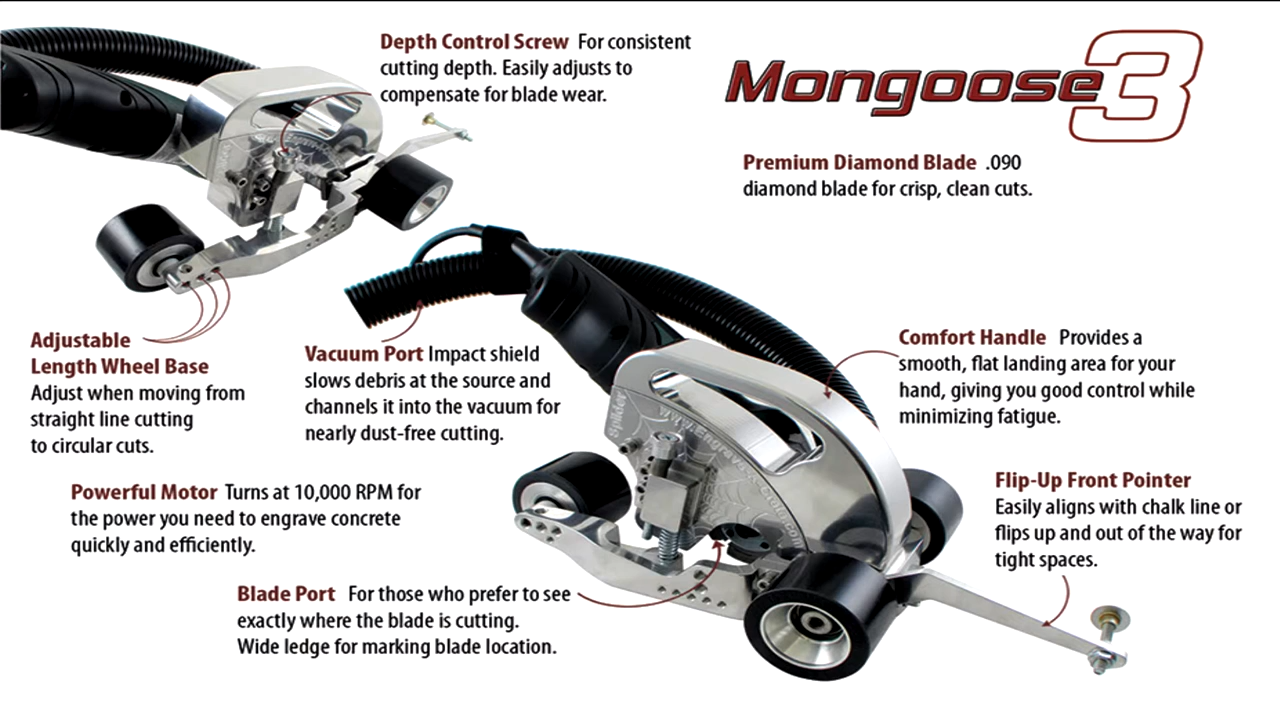 Depth Control Screw For consistent
cutting depth. Easily adjusts to
compensate for blade wear.
Mongoose 3
Premium Diamond Blade .090
diamond blade for crisp, clean cuts.
Adjustable
Length Wheel Base
Adjust when moving from
straight line cutting
to circular cuts.
Vacuum Port Impact shield
slows debris at the source and
channels it into the vacuum for
nearly dust-free cutting.
Comfort Handle Provides a
smooth, flat landing area for your
hand, giving you good control while
minimizing fatigue.
Powerful Motor Turns at 10,000 RPM for
the power you need to engrave concrete
quickly and efficiently.
Flip-Up Front Pointer
Easily aligns with chalk line or
flips up and out of the way for
tight spaces.
Blade Port For those who prefer to see
exactly where the blade is cutting.
Wide ledge for marking blade location.